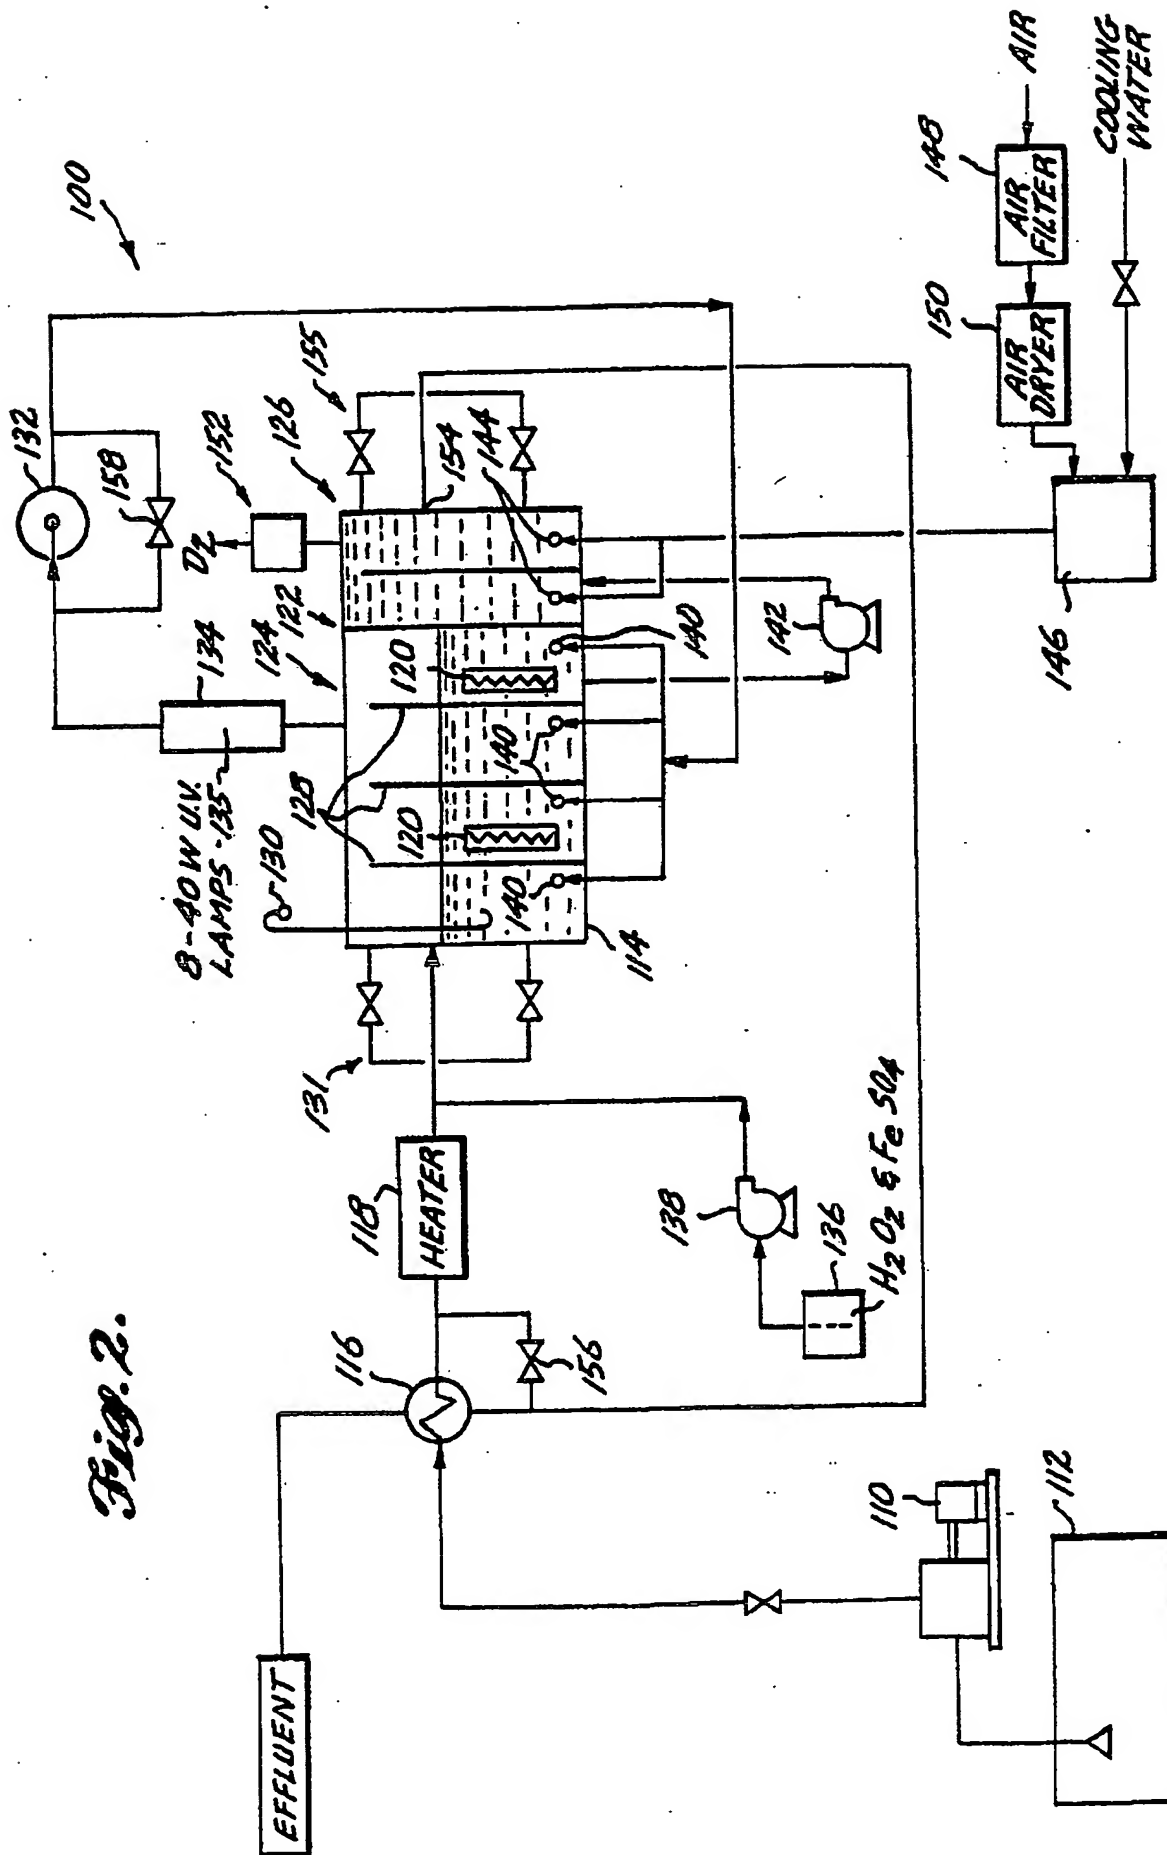 Fig. 2.
100
132
158
8-40W U.V.
LAMPS -135
134
124
122
D2
152
126
155
130
128
120
120
140
140
140
154
144
114
142
131
118
HEATER
116
156
138
136
H2O2 & Fe SO4
EFFLUENT
110
112
146
150
AIR
DRYER
148
AIR
FILTER
AIR
COOLING
WATER